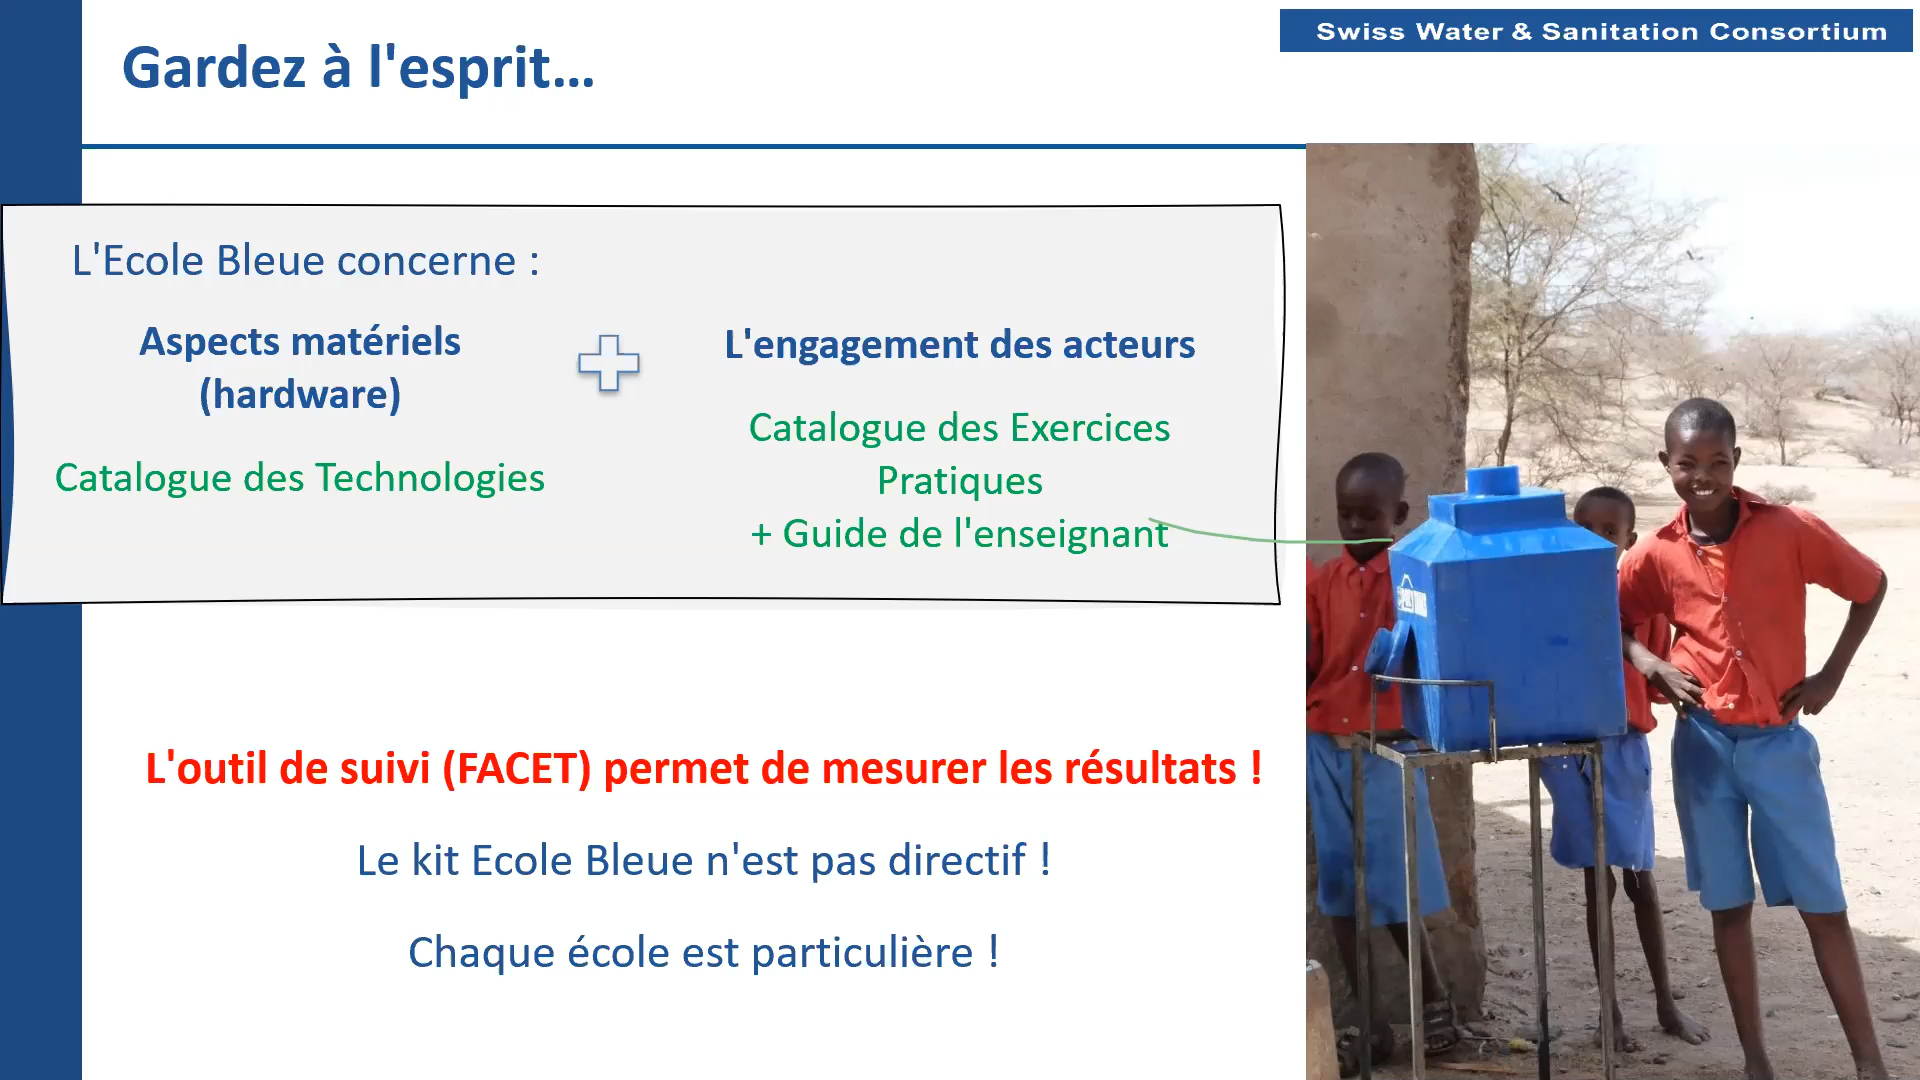 Swiss Water & Sanitation Consortium
Gardez à l'esprit...
L'Ecole Bleue concerne :
Aspects matériels
(hardware)
Catalogue des Technologies
L'engagement des acteurs
Catalogue des Exercices
Pratiques
+ Guide de l'enseignant
L'outil de suivi (FACET) permet de mesurer les résultats !
Le kit Ecole Bleue n'est pas directif !
Chaque école est particulière !